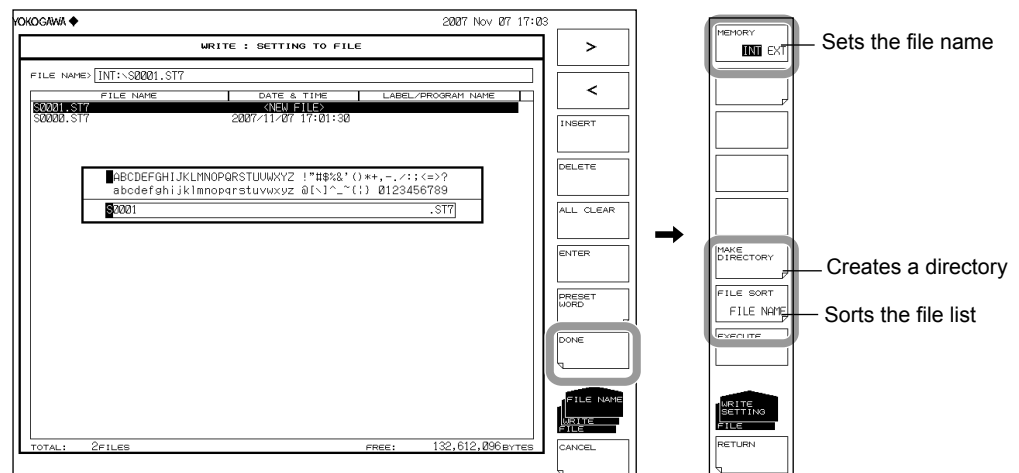 YOKOGAWA ◆ 2007 Nov 07 17:03
WRITE : SETTING TO FILE
FILE NAME> INT:\S0001.ST7
FILE NAME DATE & TIME LABEL/PROGRAM NAME
S0001.ST7 <NEW FILE>
S0000.ST7 2007/11/07 17:01:30
ABCDEFGHIJKLMNOPQRSTUVWXYZ !"#$%&'()*+,-./:;<=>?
abcdefghijklmnopqrstuvwxyz @[\]^_~{|} 0123456789
S0001 .ST7
TOTAL: 2FILES FREE: 132,612,096BYTES
>
<
INSERT
DELETE
ALL CLEAR
ENTER
PRESET
WORD
DONE
FILE NAME
WRITE
FILE
CANCEL
MEMORY
INT EXT
MAKE
DIRECTORY
FILE SORT
FILE NAME
EXECUTE
WRITE
SETTING
FILE
RETURN
Sets the file name
Creates a directory
Sorts the file list